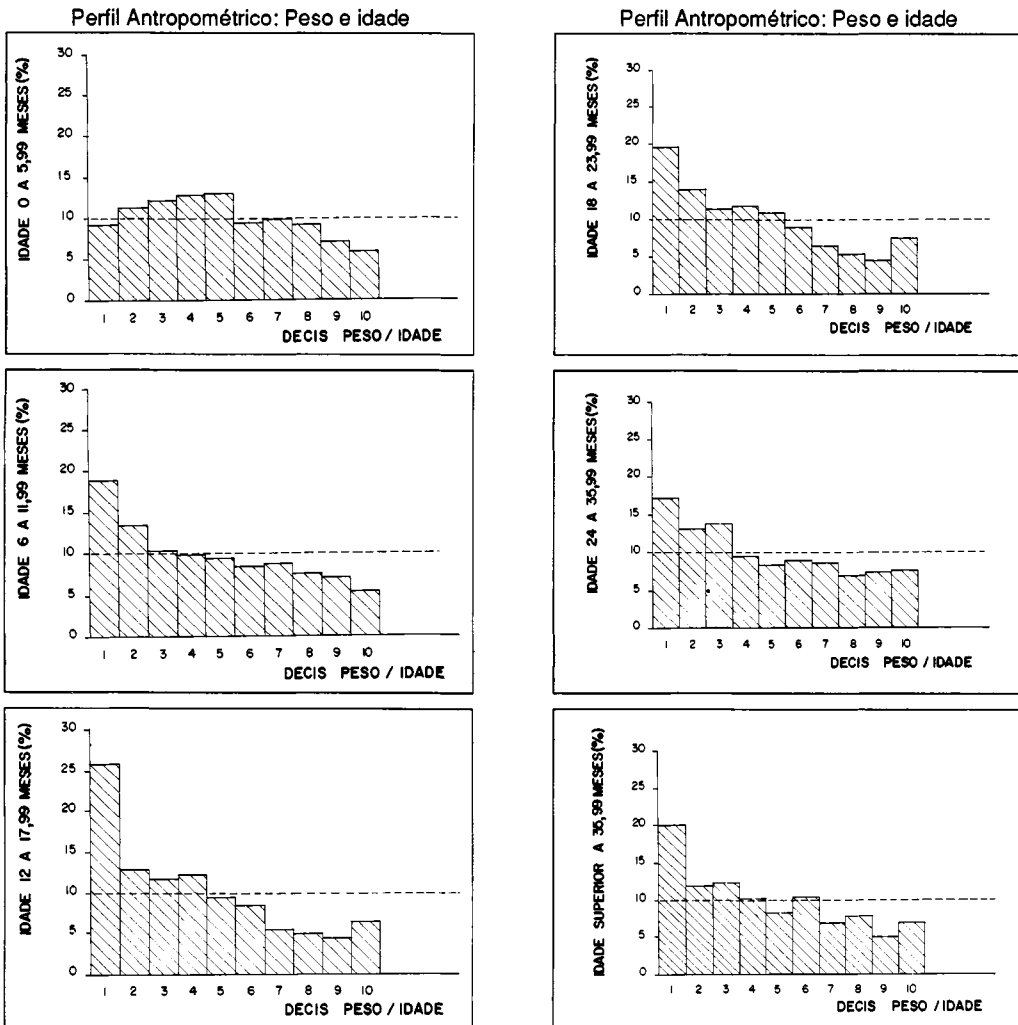 Perfil Antropométrico: Peso e idade
IDADE 0 A 5,99 MESES (%)
30
25
20
15
10
5
0
1 2 3 4 5 6 7 8 9 10
DECIS PESO / IDADE
IDADE 6 A 11,99 MESES (%)
30
25
20
15
10
5
0
1 2 3 4 5 6 7 8 9 10
DECIS PESO / IDADE
IDADE 12 A 17,99 MESES (%)
30
25
20
15
10
5
0
1 2 3 4 5 6 7 8 9 10
DECIS PESO / IDADE
Perfil Antropométrico: Peso e idade
IDADE 18 A 23,99 MESES (%)
30
25
20
15
10
5
0
1 2 3 4 5 6 7 8 9 10
DECIS PESO / IDADE
IDADE 24 A 35,99 MESES (%)
30
25
20
15
10
5
0
1 2 3 4 5 6 7 8 9 10
DECIS PESO / IDADE
IDADE SUPERIOR A 35,99 MESES (%)
30
25
20
15
10
5
0
1 2 3 4 5 6 7 8 9 10
DECIS PESO / IDADE